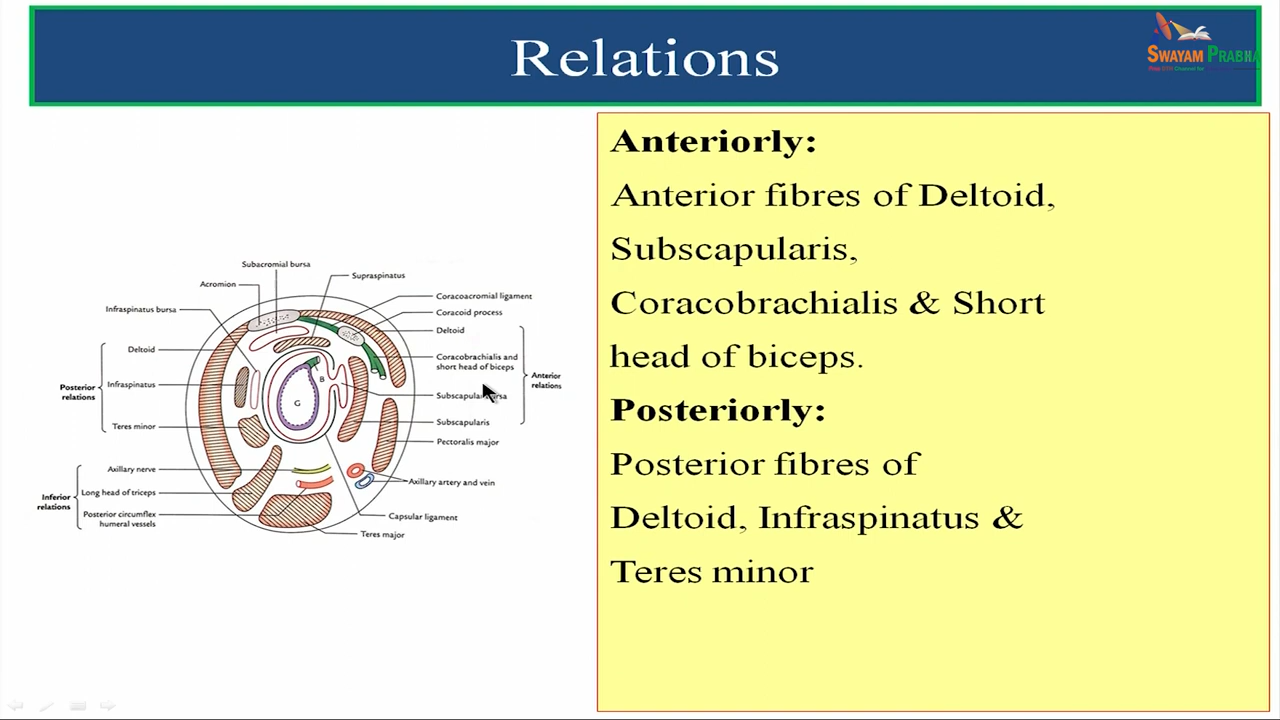 Relations
SWAYAM PRABHA
Anteriorly:
Anterior fibres of Deltoid,
Subscapularis,
Coracobrachialis & Short
head of biceps.
Posteriorly:
Posterior fibres of
Deltoid, Infraspinatus &
Teres minor
Subacromial bursa
Supraspinatus
Acromion
Coracoacromial ligament
Infraspinatus bursa
Coracoid process
Deltoid
Deltoid
Coracobrachialis and
short head of biceps
Anterior
relations
Posterior
relations
Infraspinatus
Subscapular bursa
Teres minor
Subscapularis
Pectoralis major
B
G
Axillary nerve
Inferior
relations
Long head of triceps
Axillary artery and vein
Posterior circumflex
humeral vessels
Capsular ligament
Teres major